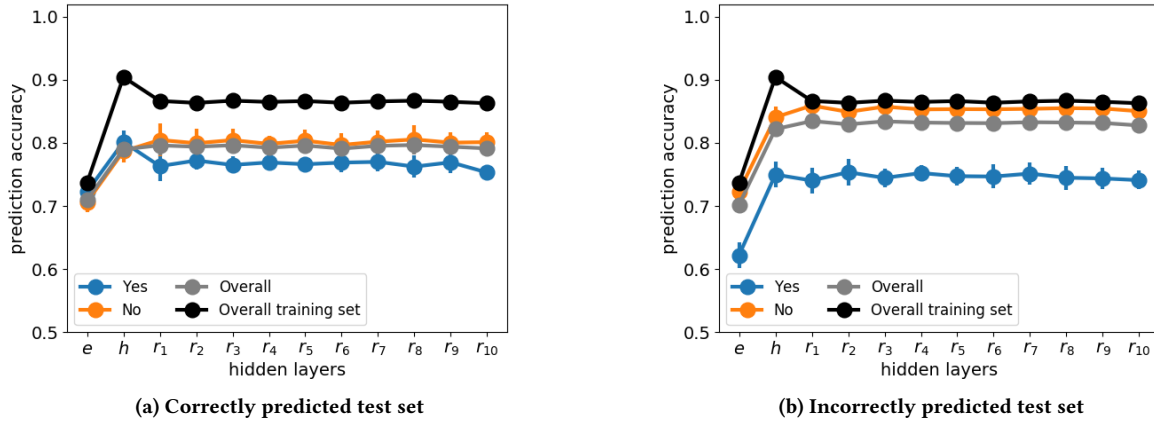 1.0
0.9
0.8
0.7
0.6
0.5
prediction accuracy
Yes
No
Overall
Overall training set
e h r1 r2 r3 r4 r5 r6 r7 r8 r9 r10
hidden layers
(a) Correctly predicted test set
1.0
0.9
0.8
0.7
0.6
0.5
prediction accuracy
Yes
No
Overall
Overall training set
e h r1 r2 r3 r4 r5 r6 r7 r8 r9 r10
hidden layers
(b) Incorrectly predicted test set